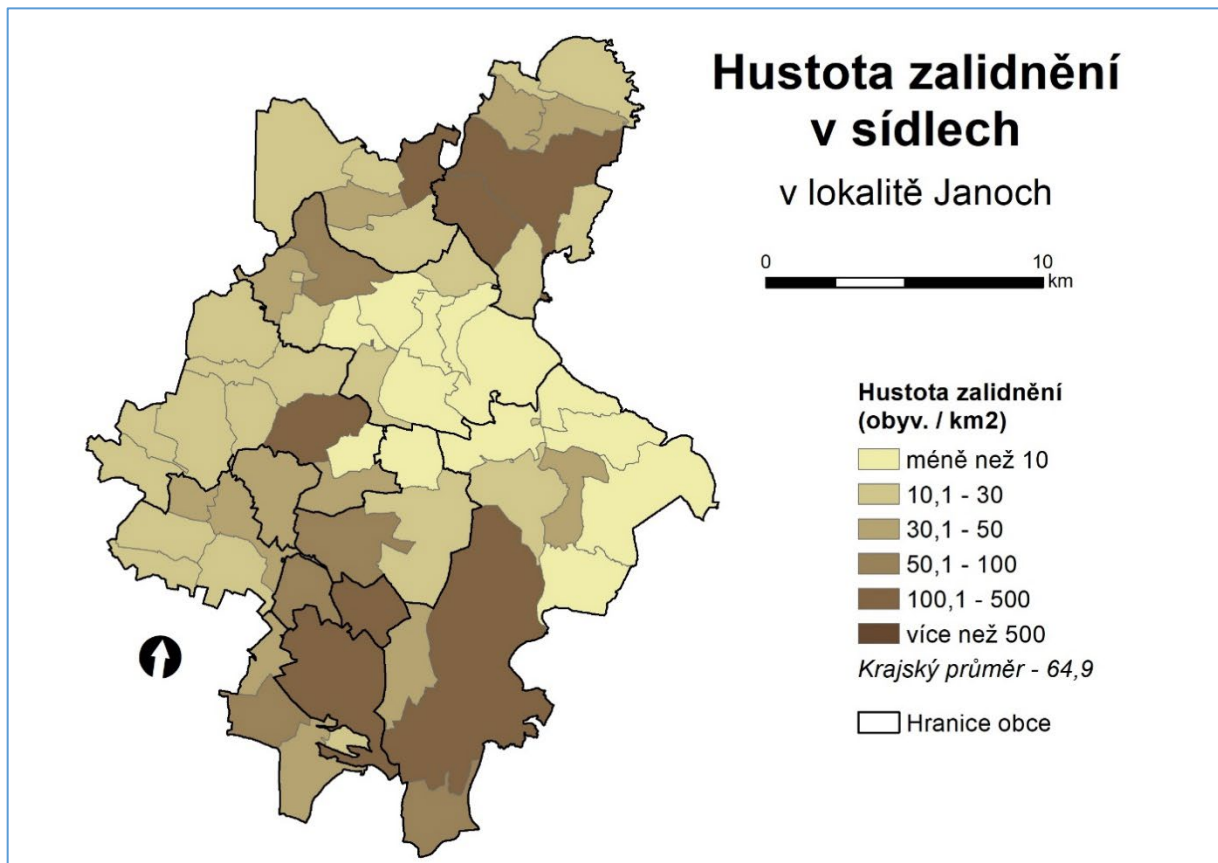 Hustota zalidnění
v sídlech
v lokalitě Janoch
0 10
km
Hustota zalidnění
(obyv. / km2)
méně než 10
10,1 - 30
30,1 - 50
50,1 - 100
100,1 - 500
více než 500
Krajský průměr - 64,9
Hranice obce